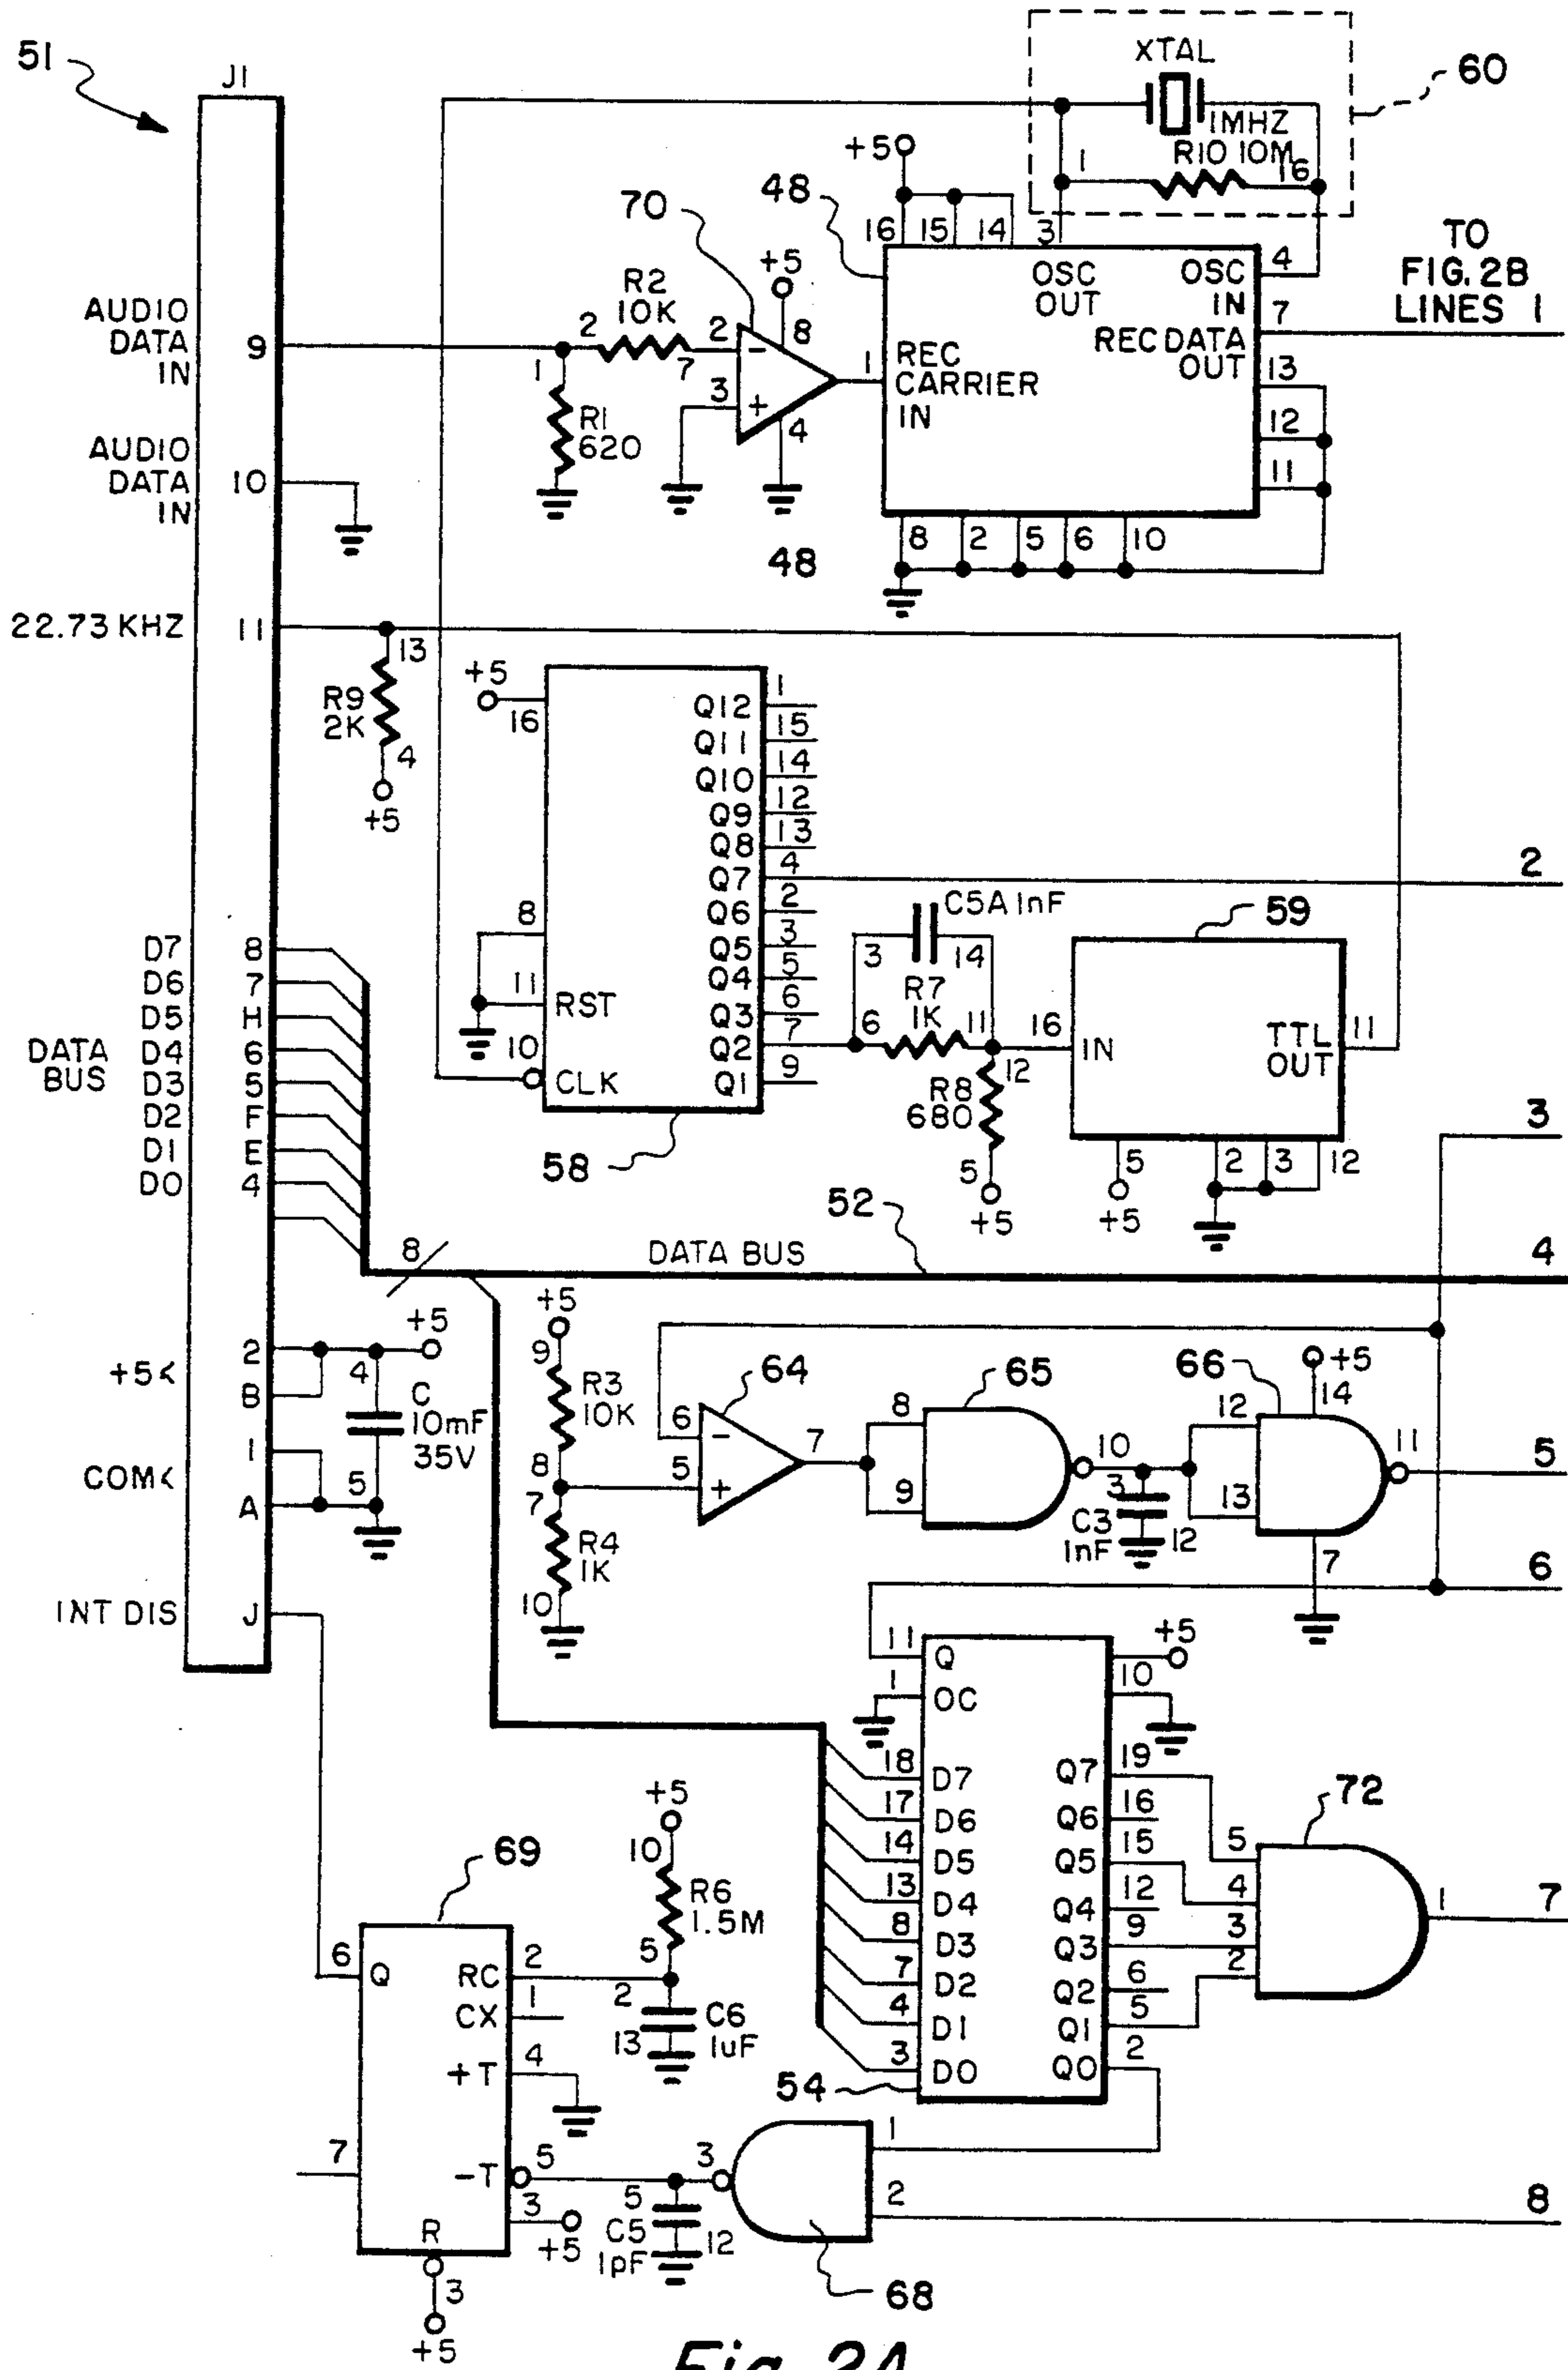 51
J1
XTAL
1MHZ
R10 10M
1
16
60
+5
48
16
15
14
3
OSC
OUT
OSC
IN
4
TO
FIG. 2B
LINES 1
7
REC DATA
OUT
REC
CARRIER
IN
1
13
12
11
8
2
5
6
10
48
70
+5
8
R2
10K
2
7
2
-
3
+
4
1
R1
620
AUDIO
DATA
IN
9
AUDIO
DATA
IN
10
22.73 KHZ
11
13
R9
2K
4
+5
+5
16
Q12
1
Q11
15
Q10
14
Q9
12
Q8
13
Q7
4
2
Q6
2
Q5
3
Q4
5
Q3
6
Q2
7
Q1
9
8
11
RST
10
CLK
58
C5A 1nF
3
14
R7
1K
6
11
12
R8
680
5
+5
59
16
IN
TTL
OUT
11
5
+5
2
3
12
3
DATA
BUS
D7
8
D6
7
D5
H
D4
6
D3
5
D2
F
D1
E
D0
4
8
DATA BUS
52
4
+5<
2
B
+5
4
C
10mF
35V
5
COM<
1
A
INT DIS
J
+5
9
R3
10K
8
7
R4
1K
10
64
6
-
5
+
7
65
8
9
10
3
C3
1nF
12
66
+5
14
12
13
11
7
5
6
11
Q
1
OC
+5
10
18
D7
17
D6
14
D5
13
D4
8
D3
7
D2
4
D1
3
D0
Q7
19
Q6
16
Q5
15
Q4
12
Q3
9
Q2
6
Q1
5
Q0
2
54
72
5
4
3
2
1
7
69
6
Q
RC
2
CX
1
+T
4
-T
5
3
+5
7
R
3
+5
+5
10
R6
1.5M
5
2
C6
1uF
13
5
C5
1pF
12
3
1
2
68
8
Fig. 2A